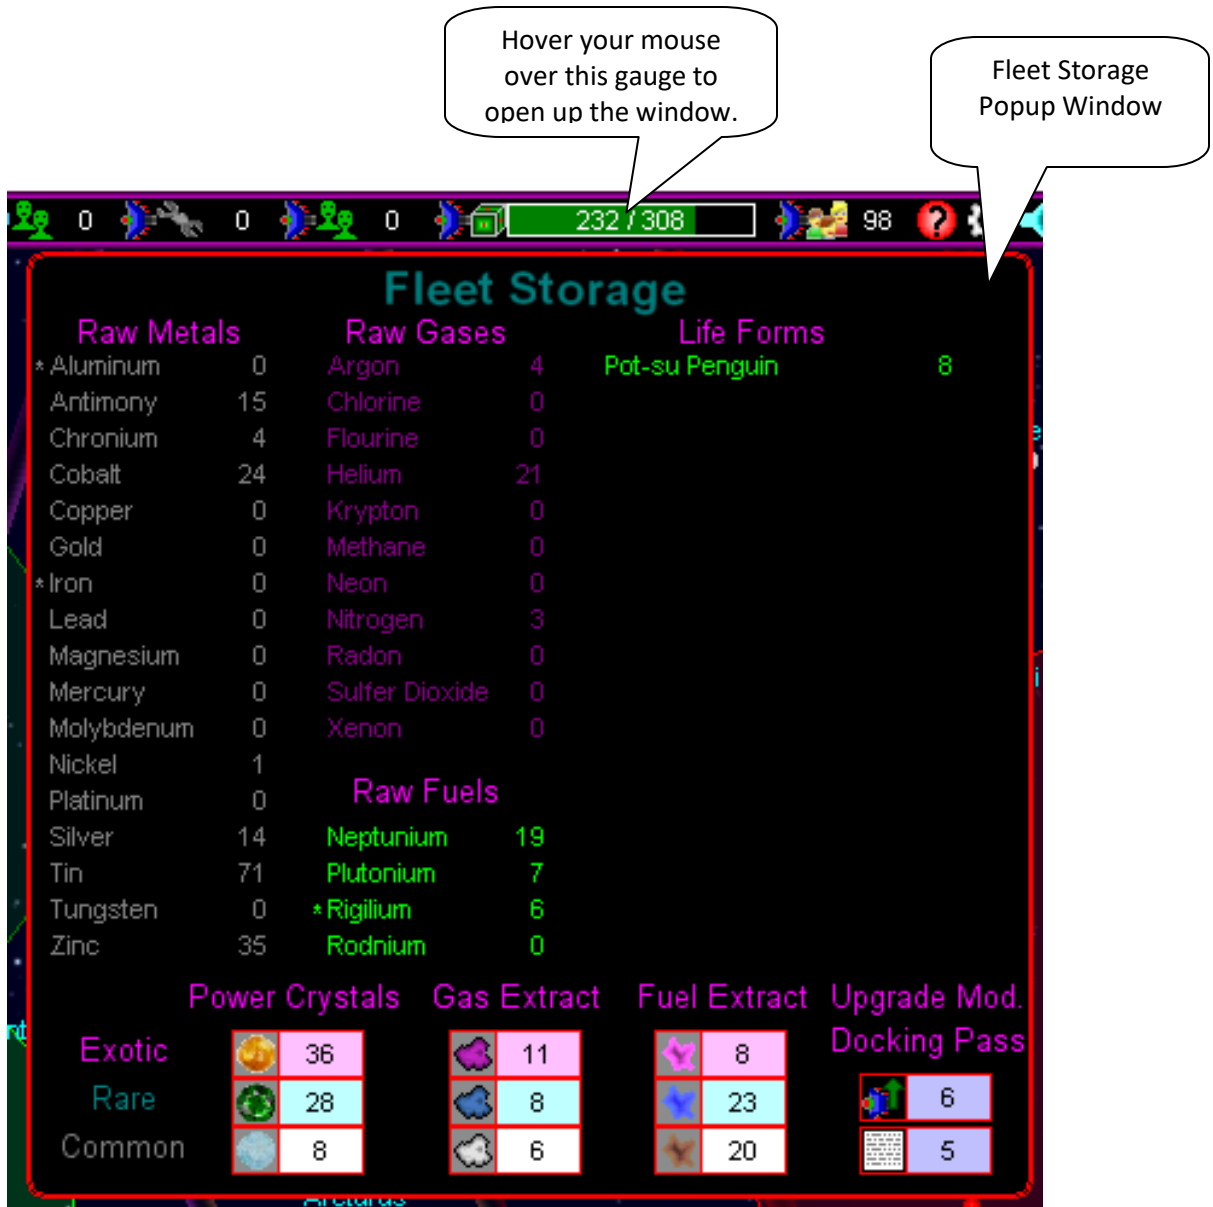 Hover your mouse
over this gauge to
open up the window.
Fleet Storage
Popup Window
0 0 0 232 / 308 98 ?
Fleet Storage
Raw Metals Raw Gases Life Forms
* Aluminum 0 Argon 4 Pot-su Penguin 8
Antimony 15 Chlorine 0
Chronium 4 Flourine 0
Cobalt 24 Helium 21
Copper 0 Krypton 0
Gold 0 Methane 0
* Iron 0 Neon 0
Lead 0 Nitrogen 3
Magnesium 0 Radon 0
Mercury 0 Sulfer Dioxide 0
Molybdenum 0 Xenon 0
Nickel 1
Raw Fuels
Platinum 0
Silver 14 Neptunium 19
Tin 71 Plutonium 7
Tungsten 0 * Rigilium 6
Zinc 35 Rodnium 0
Power Crystals Gas Extract Fuel Extract Upgrade Mod.
Docking Pass
Exotic 36 11 8
Rare 28 8 23 6
Common 8 6 20 5
Arcturus